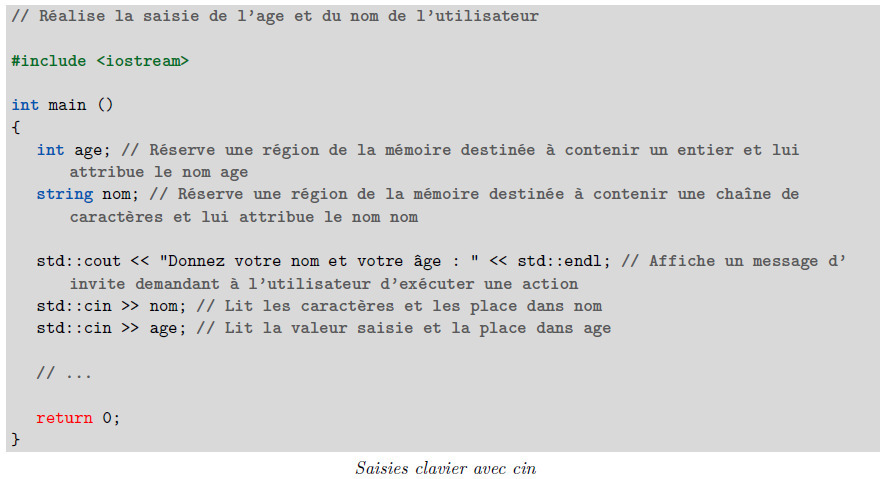 // Réalise la saisie de l'age et du nom de l'utilisateur
#include <iostream>
int main ()
{
int age; // Réserve une région de la mémoire destinée à contenir un entier et lui
attribue le nom age
string nom; // Réserve une région de la mémoire destinée à contenir une chaîne de
caractères et lui attribue le nom nom
std::cout << "Donnez votre nom et votre âge : " << std::endl; // Affiche un message d'
invite demandant à l'utilisateur d'exécuter une action
std::cin >> nom; // Lit les caractères et les place dans nom
std::cin >> age; // Lit la valeur saisie et la place dans age
// ...
return 0;
}
Saisies clavier avec cin